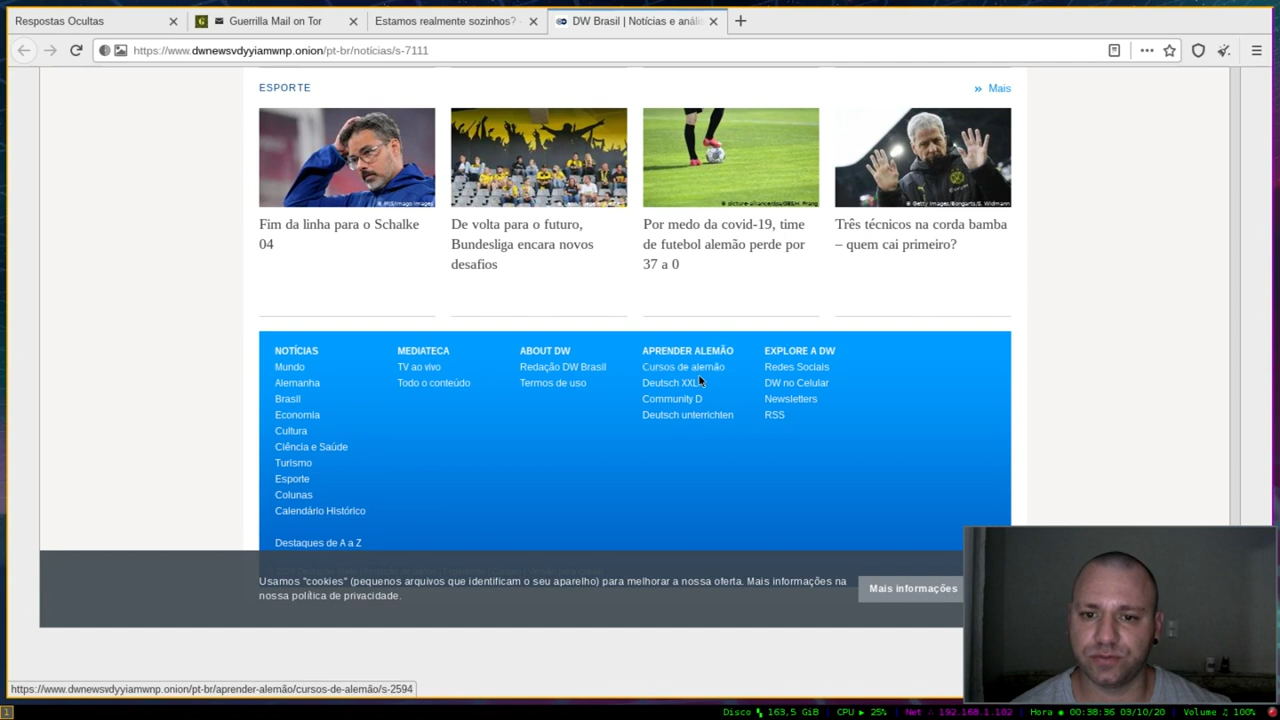 Respostas Ocultas
Guerrilla Mail on Tor
Estamos realmente sozinhos? -
DW Brasil | Notícias e anális
https://www.dwnewsvdyyiamwnp.onion/pt-br/noticias/s-7111
ESPORTE
» Mais
Fim da linha para o Schalke
04
De volta para o futuro,
Bundesliga encara novos
desafios
Por medo da covid-19, time
de futebol alemão perde por
37 a 0
Três técnicos na corda bamba
– quem cai primeiro?
NOTÍCIAS
Mundo
Alemanha
Brasil
Economia
Cultura
Ciência e Saúde
Turismo
Esporte
Colunas
Calendário Histórico
Destaques de A a Z
MEDIATECA
TV ao vivo
Todo o conteúdo
ABOUT DW
Redação DW Brasil
Termos de uso
APRENDER ALEMÃO
Cursos de alemão
Deutsch XXL
Community D
Deutsch unterrichten
EXPLORE A DW
Redes Sociais
DW no Celular
Newsletters
RSS
Usamos "cookies" (pequenos arquivos que identificam o seu aparelho) para melhorar a nossa oferta. Mais informações na
nossa política de privacidade.
Mais informações
https://www.dwnewsvdyyiamwnp.onion/pt-br/aprender-alemão/cursos-de-alemão/s-2594
1
Disco 163,5 GiB CPU 25% Net 192.168.1.102 Hora 00:38:36 03/10/20 Volume 100%